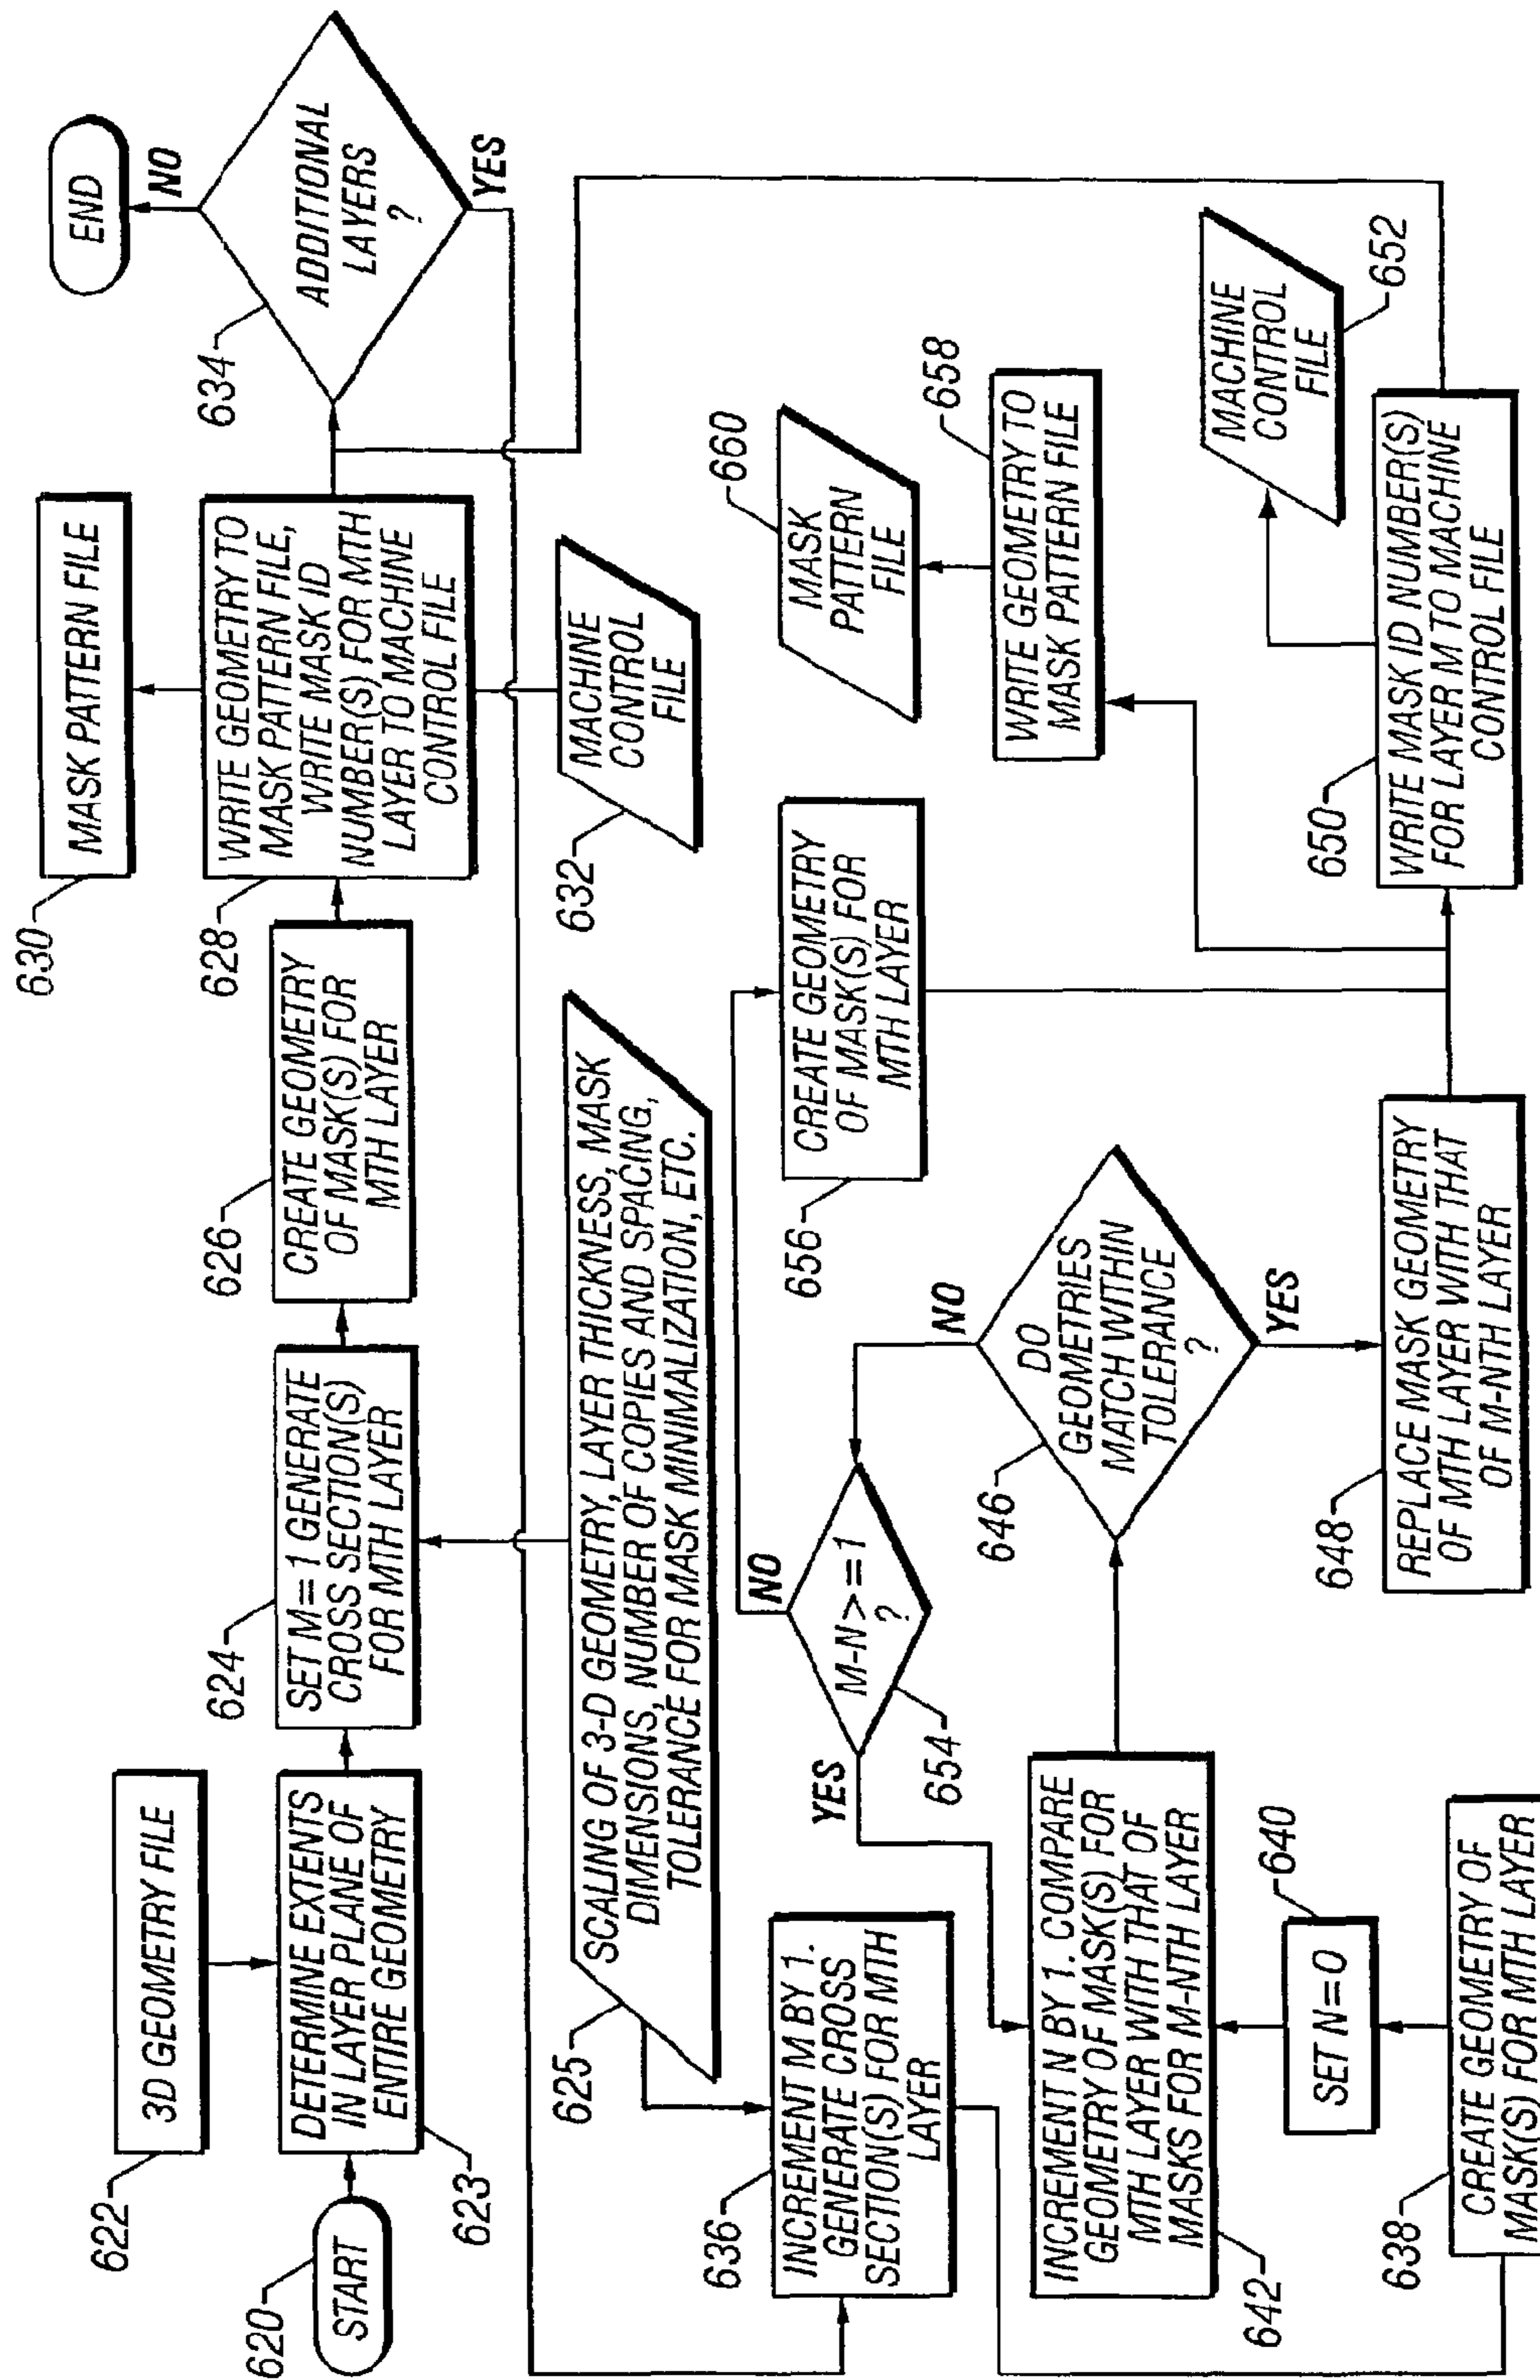 620
START
622
3D GEOMETRY FILE
623
DETERMINE EXTENTS
IN LAYER PLANE OF
ENTIRE GEOMETRY
624
SET M=1 GENERATE
CROSS SECTION(S)
FOR MTH LAYER
626
CREATE GEOMETRY
OF MASK(S) FOR
MTH LAYER
628
WRITE GEOMETRY TO
MASK PATTERN FILE,
WRITE MASK ID
NUMBER(S) FOR MTH
LAYER TO MACHINE
CONTROL FILE
630
MASK PATTERN FILE
632
MACHINE
CONTROL
FILE
634
ADDITIONAL
LAYERS
?
NO
END
YES
625
SCALING OF 3-D GEOMETRY, LAYER THICKNESS, MASK
DIMENSIONS, NUMBER OF COPIES AND SPACING,
TOLERANCE FOR MASK MINIMALIZATION, ETC.
636
INCREMENT M BY 1.
GENERATE CROSS
SECTION(S) FOR MTH
LAYER
638
CREATE GEOMETRY OF
MASK(S) FOR MTH LAYER
640
SET N=0
642
INCREMENT N BY 1. COMPARE
GEOMETRY OF MASK(S) FOR
MTH LAYER WITH THAT OF
MASKS FOR M-NTH LAYER
646
DO
GEOMETRIES
MATCH WITHIN
TOLERANCE
?
NO
YES
654
M-N>=1
?
YES
NO
656
CREATE GEOMETRY
OF MASK(S) FOR
MTH LAYER
648
REPLACE MASK GEOMETRY
OF MTH LAYER WITH THAT
OF M-NTH LAYER
650
WRITE MASK ID NUMBER(S)
FOR LAYER M TO MACHINE
CONTROL FILE
652
MACHINE
CONTROL
FILE
658
WRITE GEOMETRY TO
MASK PATTERN FILE
660
MASK
PATTERN
FILE